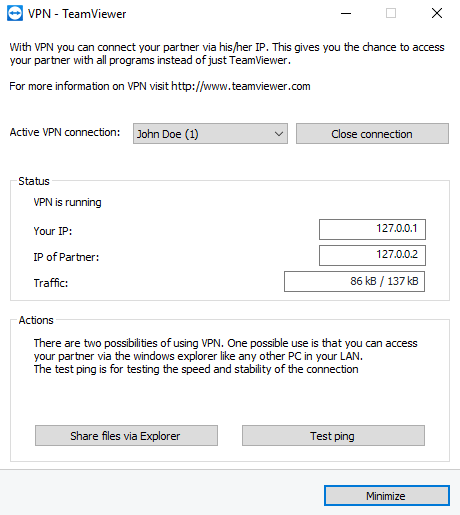 VPN - TeamViewer
With VPN you can connect your partner via his/her IP. This gives you the chance to access
your partner with all programs instead of just TeamViewer.
For more information on VPN visit http://www.teamviewer.com
Active VPN connection: John Doe (1) Close connection
Status
VPN is running
Your IP: 127.0.0.1
IP of Partner: 127.0.0.2
Traffic: 86 kB / 137 kB
Actions
There are two possibilities of using VPN. One possible use is that you can access
your partner via the windows explorer like any other PC in your LAN.
The test ping is for testing the speed and stability of the connection
Share files via Explorer Test ping
Minimize